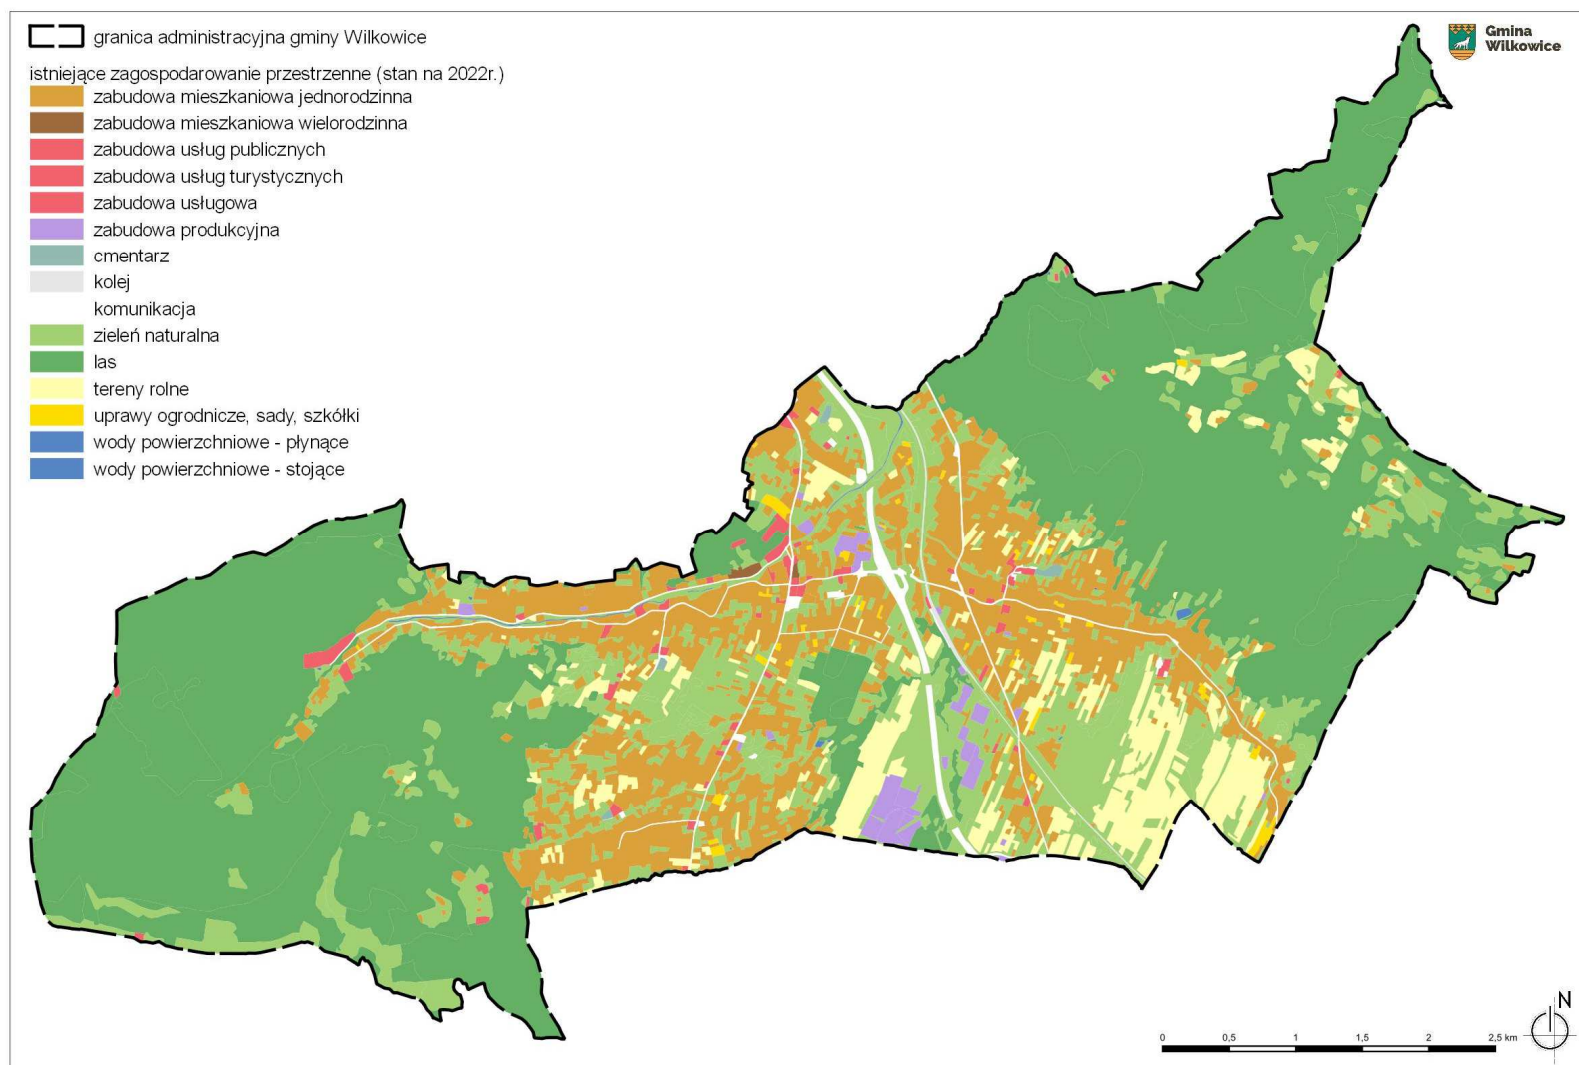 granica administracyjna gminy Wilkowice
istniejące zagospodarowanie przestrzenne (stan na 2022r.)
zabudowa mieszkaniowa jednorodzinna
zabudowa mieszkaniowa wielorodzinna
zabudowa usług publicznych
zabudowa usług turystycznych
zabudowa usługowa
zabudowa produkcyjna
cmentarz
kolej
komunikacja
zieleń naturalna
las
tereny rolne
uprawy ogrodnicze, sady, szkółki
wody powierzchniowe - płynące
wody powierzchniowe - stojące
Gmina
Wilkowice
N
0 0,5 1 1,5 2 2,5 km